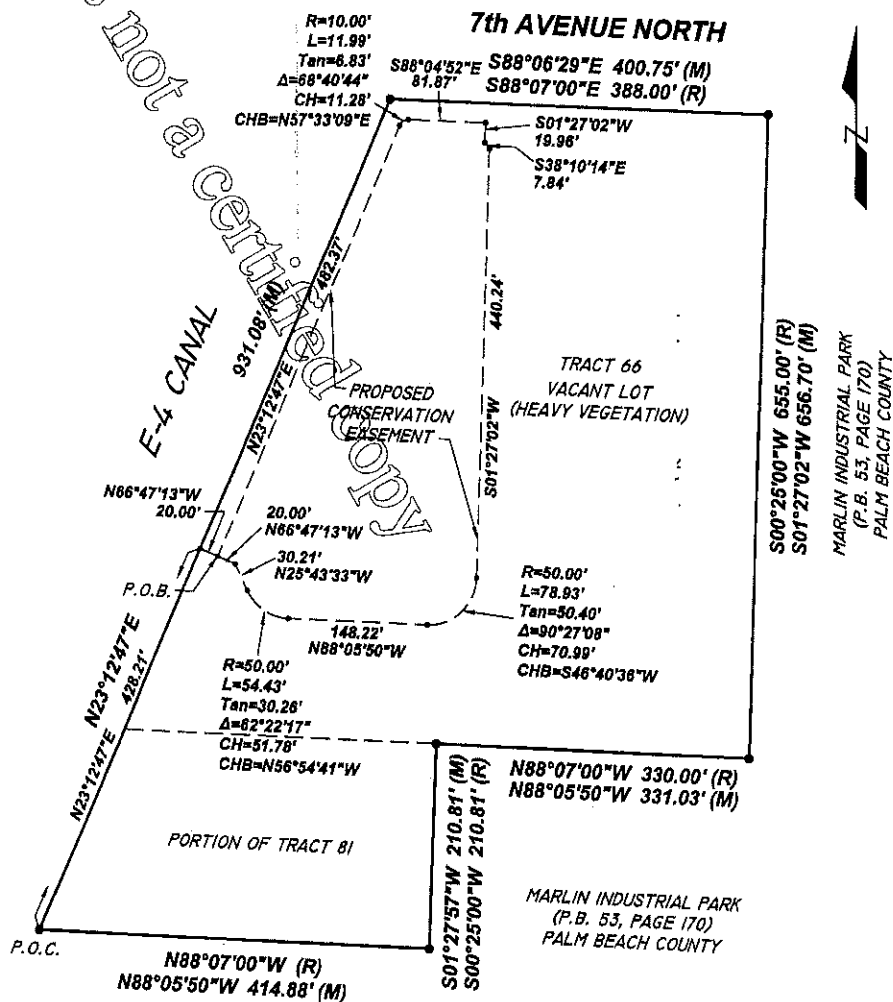 7th AVENUE NORTH
R=10.00'
L=11.99'
Tan=6.83'
Δ=68°40'44"
CH=11.28'
CHB=N57°33'09"E
S88°04'52"E
81.87'
S88°06'29"E 400.75' (M)
S88°07'00"E 388.00' (R)
S01°27'02"W
19.96'
S38°10'14"E
7.84'
N
not a certified copy
482.37'
931.08' (M)
N23°12'47"E
N23°12'47"E
E-4 CANAL
440.24'
S01°27'02"W
PROPOSED
CONSERVATION
EASEMENT
TRACT 66
VACANT LOT
(HEAVY VEGETATION)
S00°25'00"W 655.00' (R)
S01°27'02"W 656.70' (M)
MARLIN INDUSTRIAL PARK
(P.B. 53, PAGE 170)
PALM BEACH COUNTY
N66°47'13"W
20.00'
20.00'
N66°47'13"W
P.O.B.
30.21'
N25°43'33"W
148.22'
N88°05'50"W
R=50.00'
L=78.93'
Tan=50.40'
Δ=90°27'08"
CH=70.99'
CHB=S46°40'36"W
R=50.00'
L=54.43'
Tan=30.26'
Δ=62°22'17"
CH=51.78'
CHB=N56°54'41"W
N23°12'47"E
428.21'
N23°12'47"E
N88°07'00"W 330.00' (R)
N88°05'50"W 331.03' (M)
PORTION OF TRACT 81
S01°27'57"W 210.81' (M)
S00°25'00"W 210.81' (R)
MARLIN INDUSTRIAL PARK
(P.B. 53, PAGE 170)
PALM BEACH COUNTY
P.O.C.
N88°07'00"W (R)
N88°05'50"W 414.88' (M)